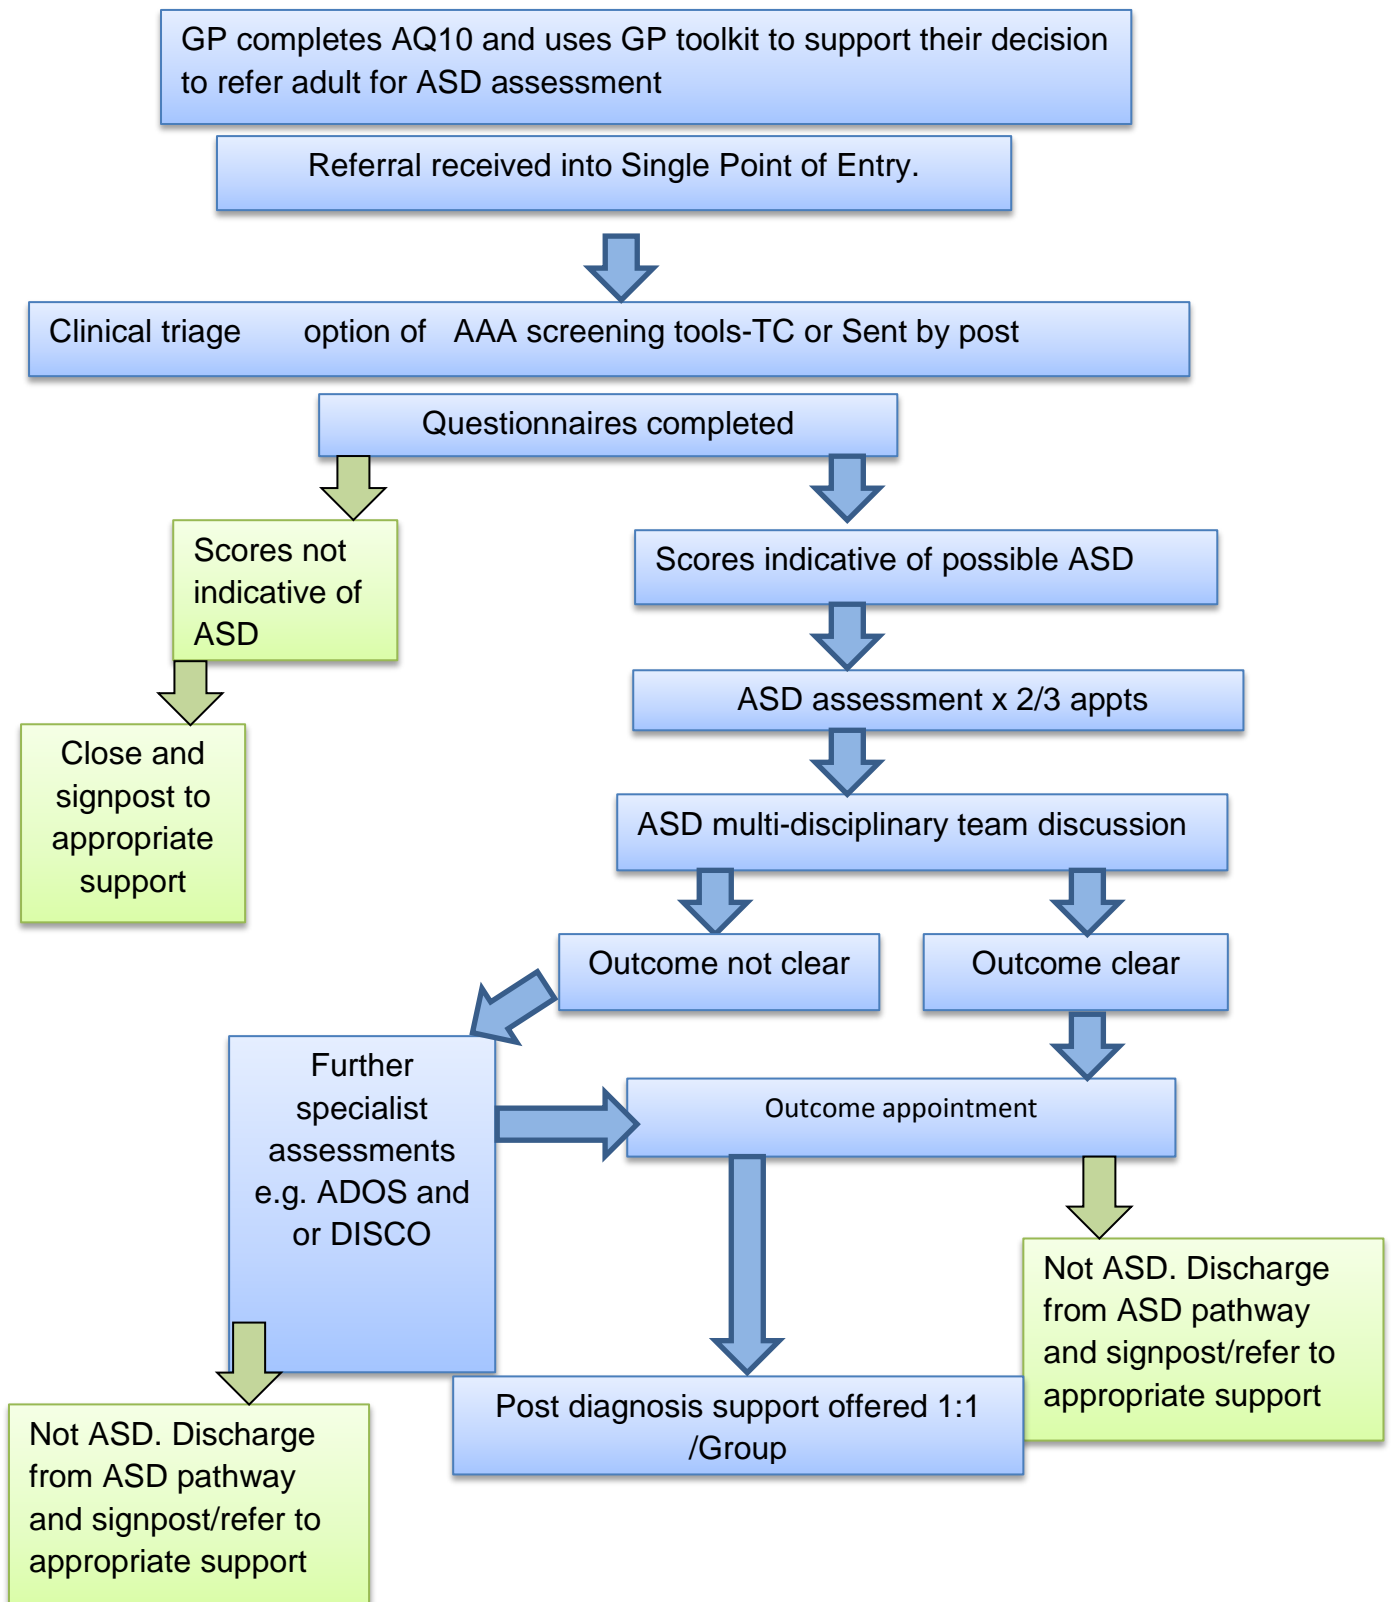 GP completes AQ10 and uses GP toolkit to support their decision
to refer adult for ASD assessment
Referral received into Single Point of Entry.
Clinical triage option of AAA screening tools-TC or Sent by post
Questionnaires completed
Scores not
indicative of
ASD
Scores indicative of possible ASD
Close and
signpost to
appropriate
support
ASD assessment x 2/3 appts
ASD multi-disciplinary team discussion
Outcome not clear
Outcome clear
Further
specialist
assessments
e.g. ADOS and
or DISCO
Outcome appointment
Not ASD. Discharge
from ASD pathway
and signpost/refer to
appropriate support
Post diagnosis support offered 1:1
/Group
Not ASD. Discharge
from ASD pathway
and signpost/refer to
appropriate support